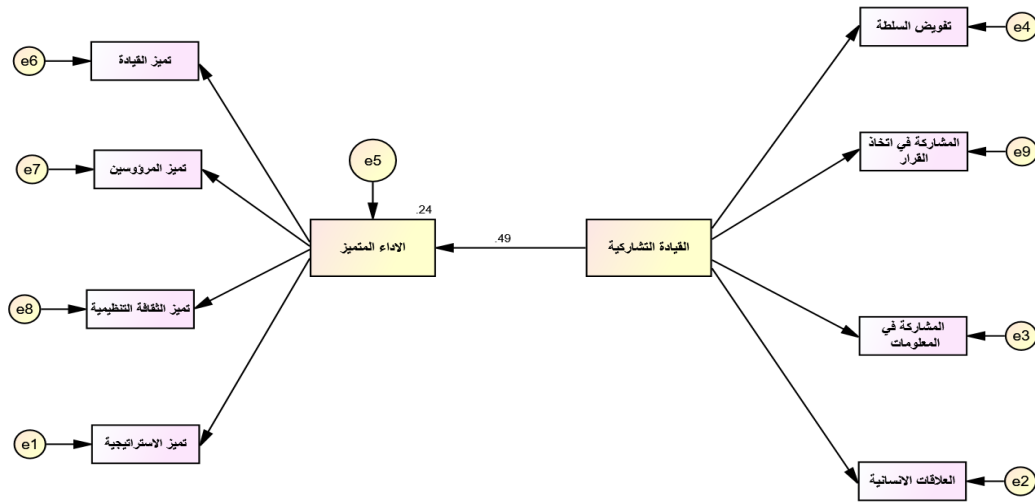 e6
تميز القيادة
e7
تميز المرؤوسين
e8
تميز الثقافة التنظيمية
e1
تميز الاستراتيجية
e5
.24
الاداء المتميز
.49
القيادة التشاركية
تفويض السلطة
e4
المشاركة في اتخاذ
القرار
e9
المشاركة في
المعلومات
e3
العلاقات الانسانية
e2